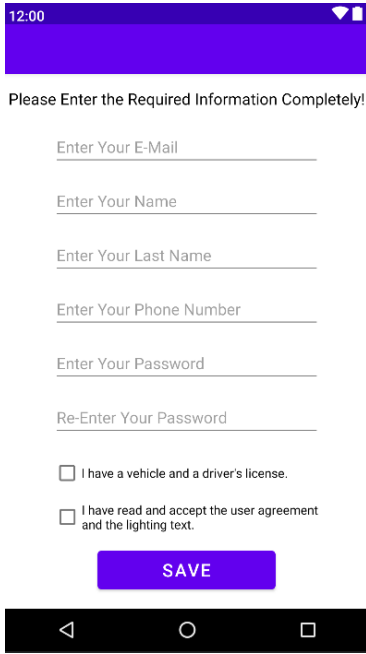 12:00
Please Enter the Required Information Completely!
Enter Your E-Mail
Enter Your Name
Enter Your Last Name
Enter Your Phone Number
Enter Your Password
Re-Enter Your Password
I have a vehicle and a driver's license.
I have read and accept the user agreement
and the lighting text.
SAVE